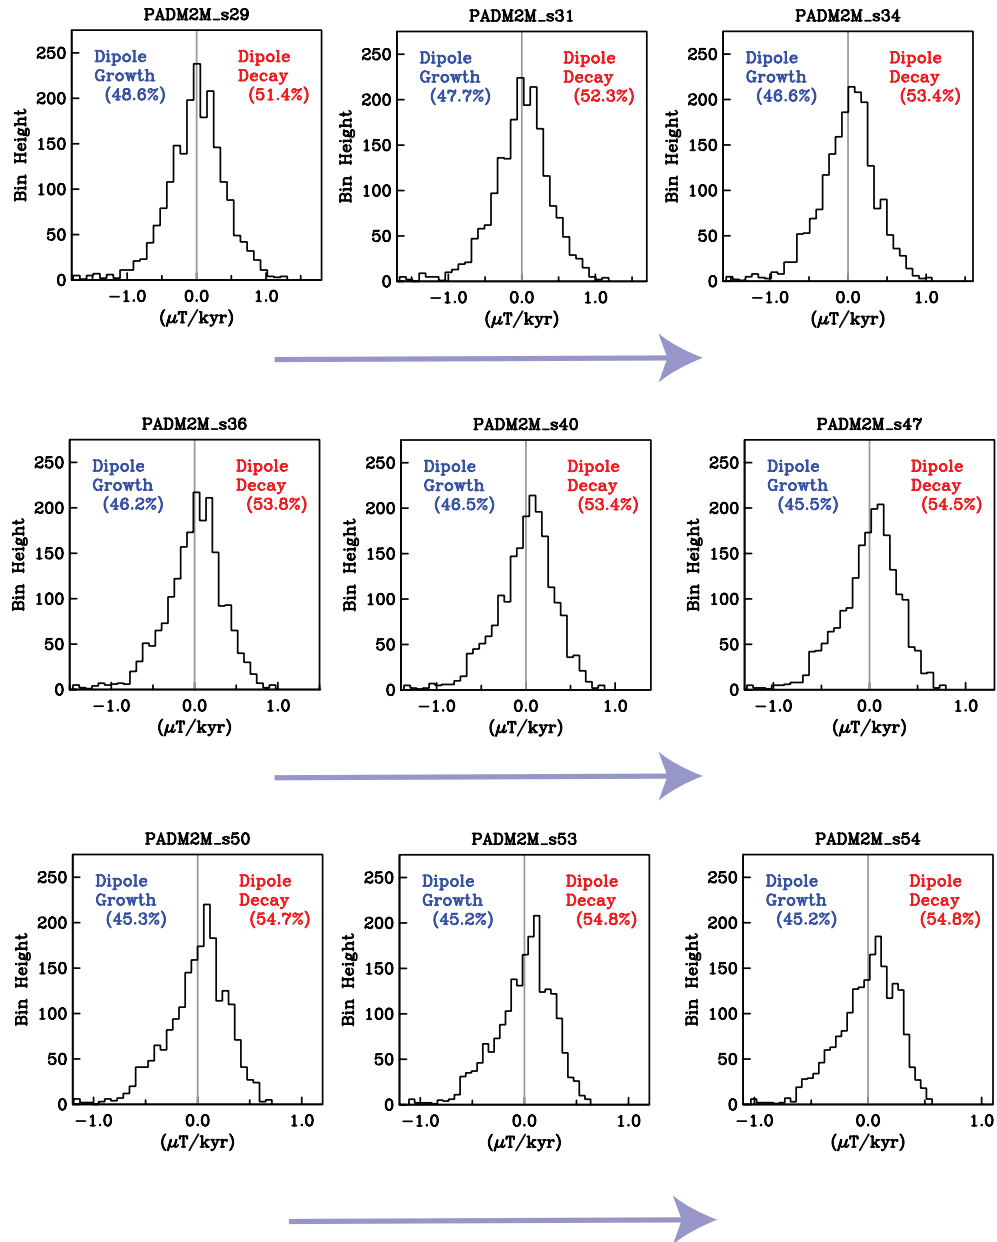 PADM2M_s29
Dipole Growth (48.6%)
Dipole Decay (51.4%)
Bin Height
250
200
150
100
50
0
−1.0 0.0 1.0
(μT/kyr)
PADM2M_s31
Dipole Growth (47.7%)
Dipole Decay (52.3%)
Bin Height
250
200
150
100
50
0
−1.0 0.0 1.0
(μT/kyr)
PADM2M_s34
Dipole Growth (46.6%)
Dipole Decay (53.4%)
Bin Height
250
200
150
100
50
0
−1.0 0.0 1.0
(μT/kyr)
PADM2M_s36
Dipole Growth (46.2%)
Dipole Decay (53.8%)
Bin Height
250
200
150
100
50
0
−1.0 0.0 1.0
(μT/kyr)
PADM2M_s40
Dipole Growth (46.5%)
Dipole Decay (53.4%)
Bin Height
250
200
150
100
50
0
−1.0 0.0 1.0
(μT/kyr)
PADM2M_s47
Dipole Growth (45.5%)
Dipole Decay (54.5%)
Bin Height
250
200
150
100
50
0
−1.0 0.0 1.0
(μT/kyr)
PADM2M_s50
Dipole Growth (45.3%)
Dipole Decay (54.7%)
Bin Height
250
200
150
100
50
0
−1.0 0.0 1.0
(μT/kyr)
PADM2M_s53
Dipole Growth (45.2%)
Dipole Decay (54.8%)
Bin Height
250
200
150
100
50
0
−1.0 0.0 1.0
(μT/kyr)
PADM2M_s54
Dipole Growth (45.2%)
Dipole Decay (54.8%)
Bin Height
250
200
150
100
50
0
−1.0 0.0 1.0
(μT/kyr)